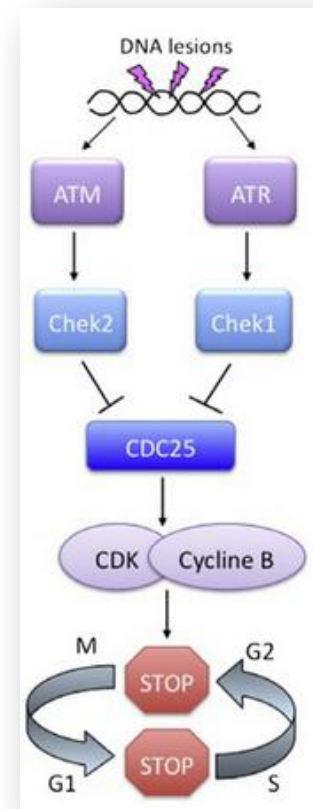 DNA lesions
ATM
ATR
Chek2
Chek1
CDC25
CDK
Cycline B
M
G2
STOP
STOP
G1
S